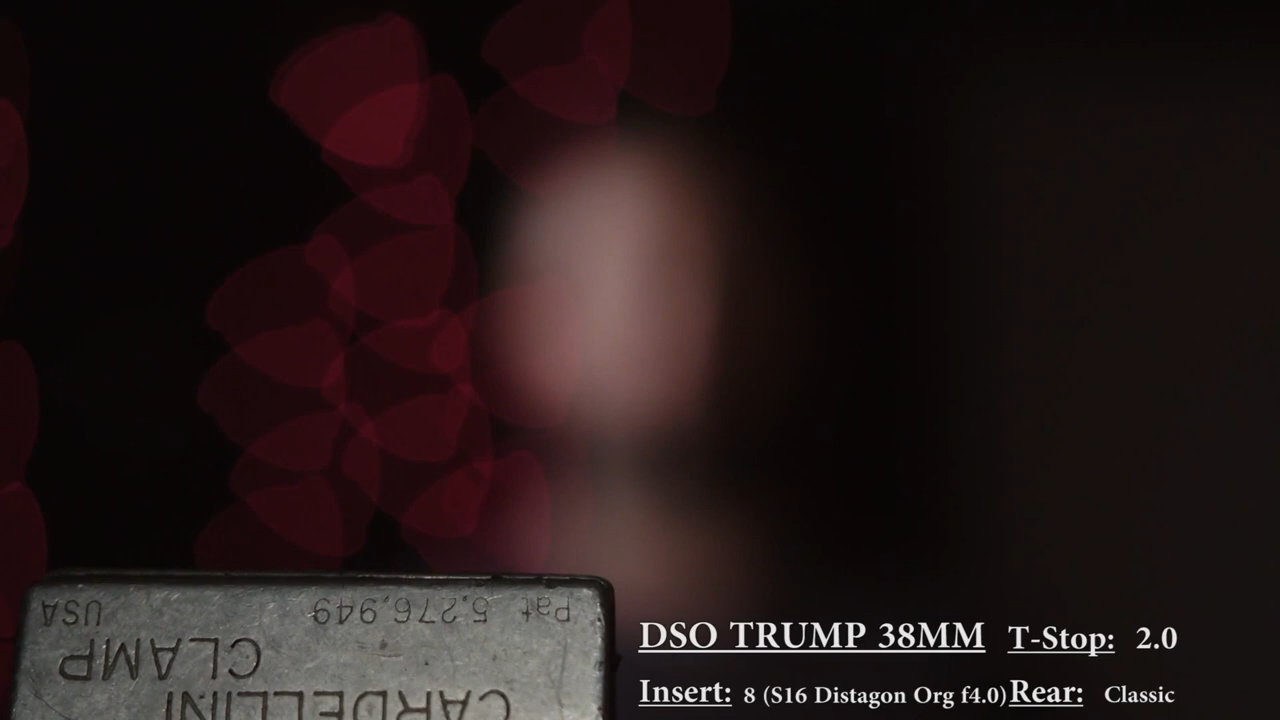 Pat 5,276,949 USA
CARDELLINI
CLAMP
DSO TRUMP 38MM T-Stop: 2.0
Insert: 8 (S16 Distagon Org f4.0) Rear: Classic